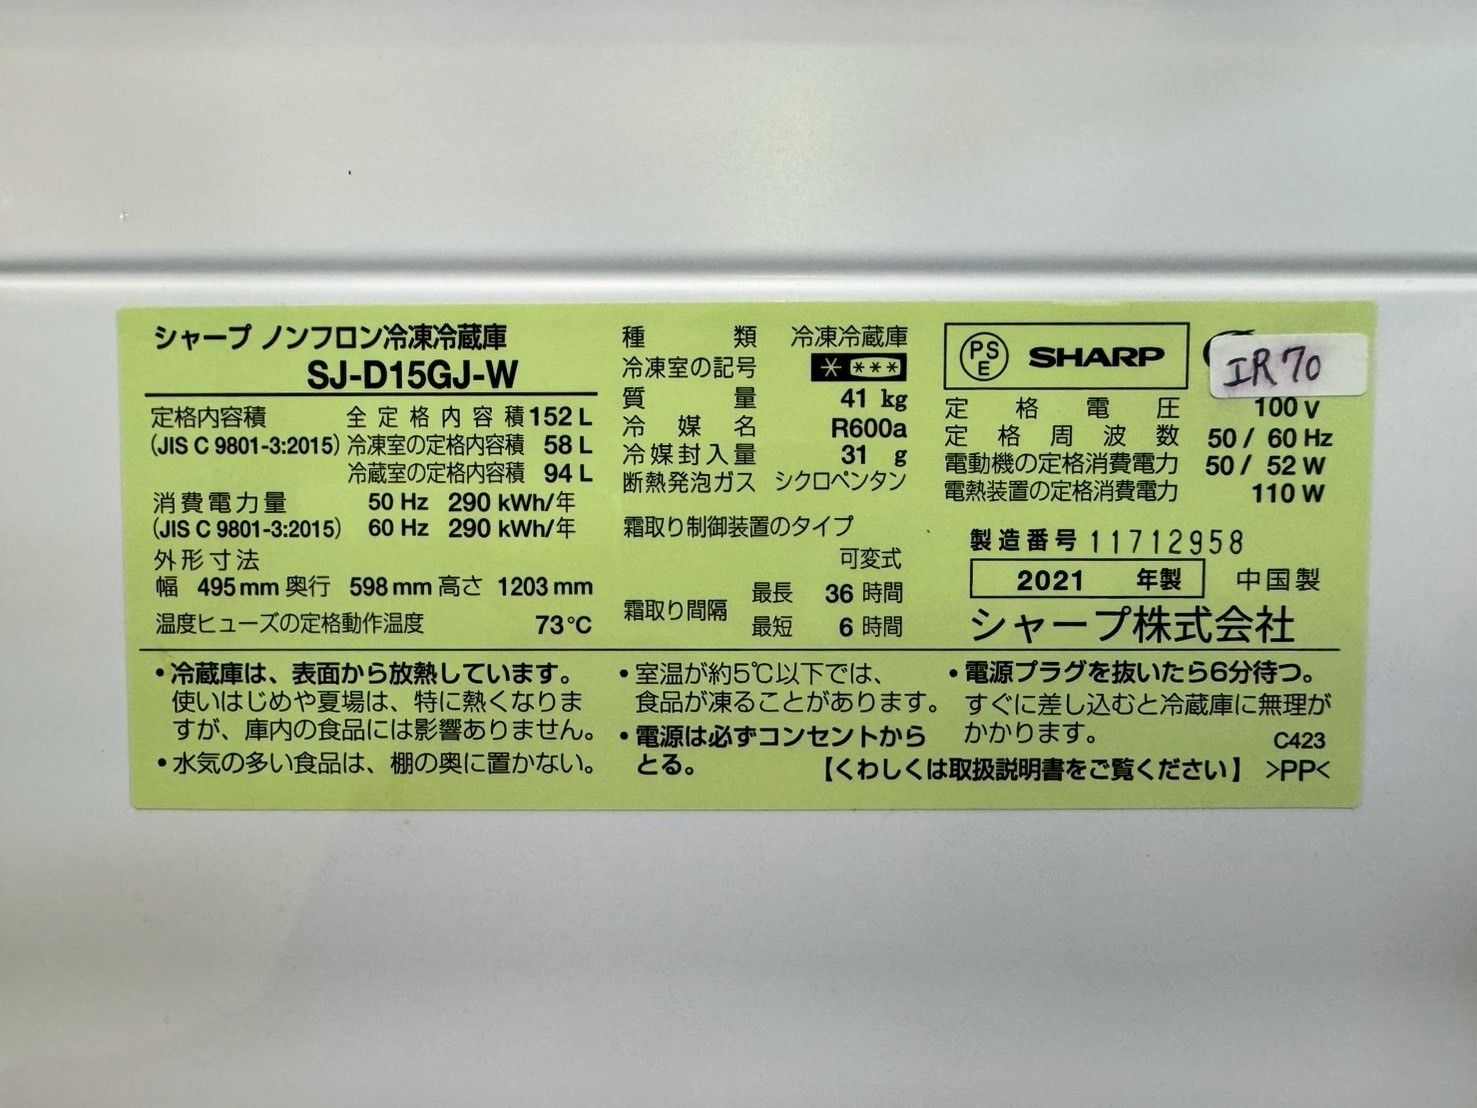 シャープ ノンフロン冷凍冷蔵庫
SJ-D15GJ-W
定格内容積 全定格内容積 152 L
(JIS C 9801-3:2015) 冷凍室の定格内容積 58 L
冷蔵室の定格内容積 94 L
消費電力量 50 Hz 290 kWh/年
(JIS C 9801-3:2015) 60 Hz 290 kWh/年
外形寸法
幅 495 mm 奥行 598 mm 高さ 1203 mm
温度ヒューズの定格動作温度 73℃
種類 冷凍冷蔵庫
冷凍室の記号 * ***
質量 41 kg
冷媒名 R600a
冷媒封入量 31 g
断熱発泡ガス シクロペンタン
霜取り制御装置のタイプ
可変式
霜取り間隔 最長 36 時間
最短 6 時間
PSE SHARP
IR70
定格電圧 100 V
定格周波数 50 / 60 Hz
電動機の定格消費電力 50 / 52 W
電熱装置の定格消費電力 110 W
製造番号 11712958
2021 年製 中国製
シャープ株式会社
・冷蔵庫は、表面から放熱しています。
使いはじめや夏場は、特に熱くなりま
すが、庫内の食品には影響ありません。
・水気の多い食品は、棚の奥に置かない。
・室温が約5℃以下では、
食品が凍ることがあります。
・電源は必ずコンセントから
とる。
・電源プラグを抜いたら6分待つ。
すぐに差し込むと冷蔵庫に無理が
かかります。
C423
【くわしくは取扱説明書をご覧ください】 >PP<